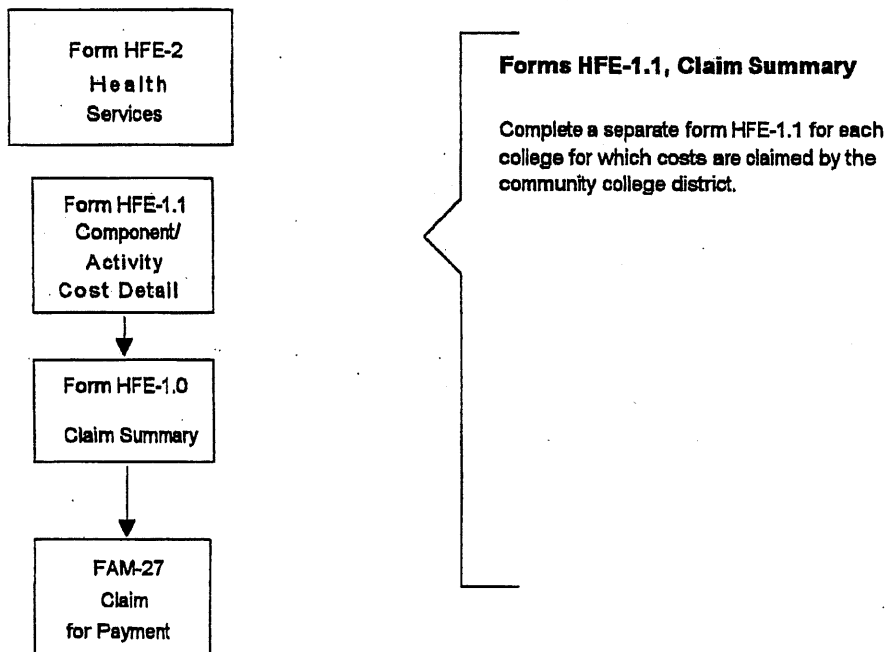 Form HFE-2
Health
Services
Form HFE-1.1
Component/
Activity
Cost Detail
Form HFE-1.0
Claim Summary
FAM-27
Claim
for Payment
Forms HFE-1.1, Claim Summary
Complete a separate form HFE-1.1 for each
college for which costs are claimed by the
community college district.